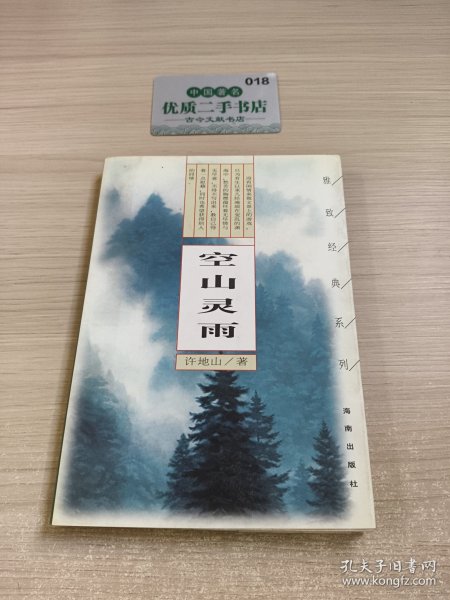 018
中国著名
优质二手书店
古今文献书店
雅致经典系列
空山灵雨
许地山/著
海南出版社
孔夫子旧书网
www.kongfz.com